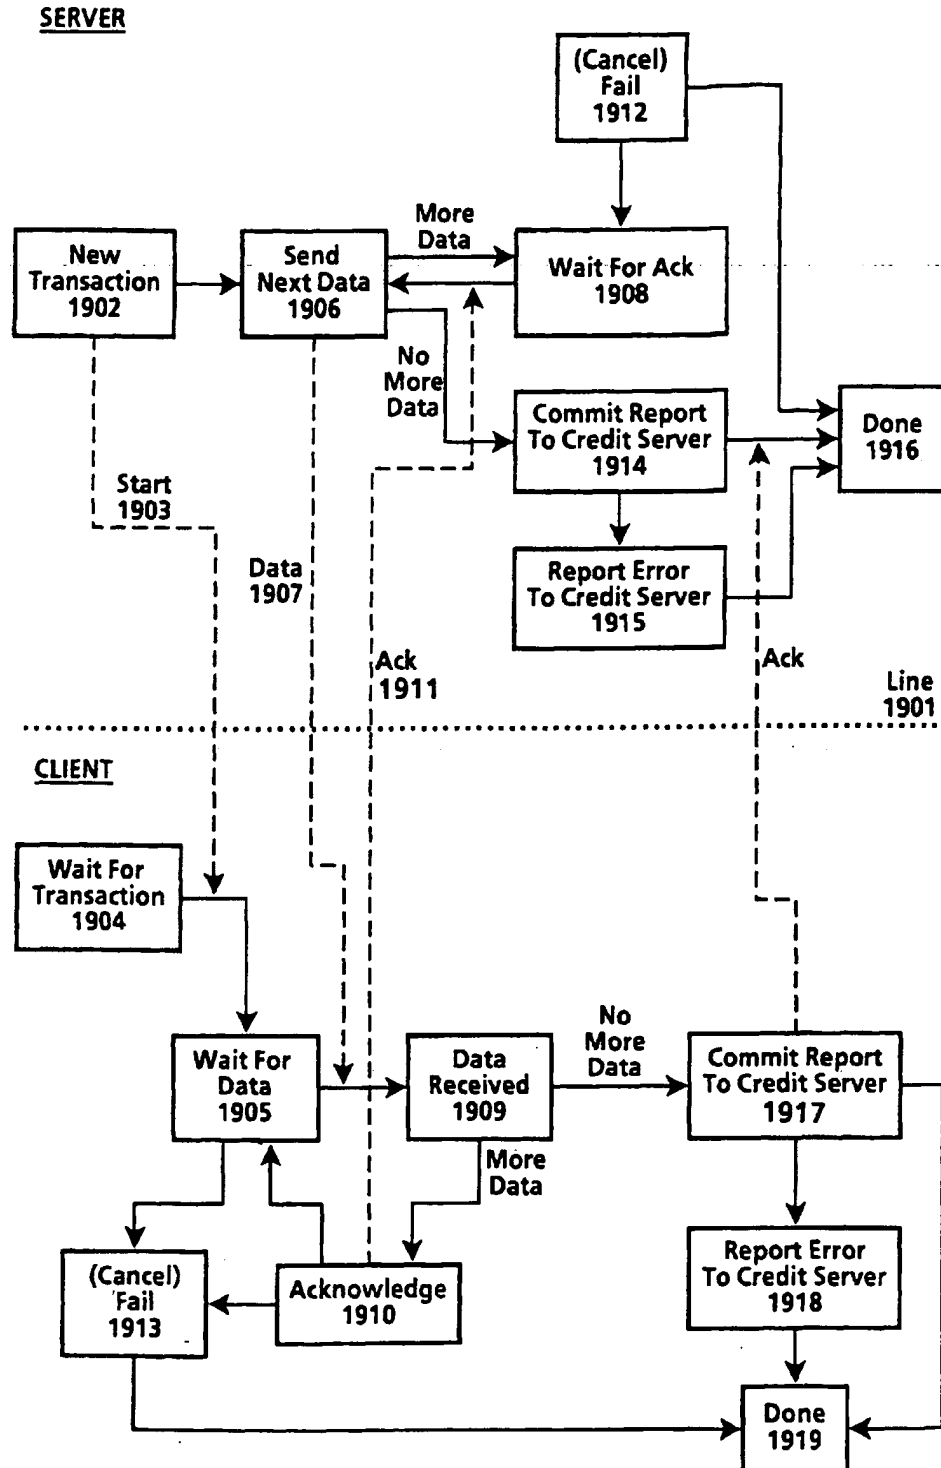 SERVER
(Cancel)
Fail
1912
More
Data
New
Transaction
1902
Send
Next Data
1906
Wait For Ack
1908
No
More
Data
Commit Report
To Credit Server
1914
Done
1916
Start
1903
Data
1907
Report Error
To Credit Server
1915
Ack
1911
Ack
Line
1901
CLIENT
Wait For
Transaction
1904
Wait For
Data
1905
Data
Received
1909
No
More
Data
Commit Report
To Credit Server
1917
More
Data
(Cancel)
Fail
1913
Acknowledge
1910
Report Error
To Credit Server
1918
Done
1919